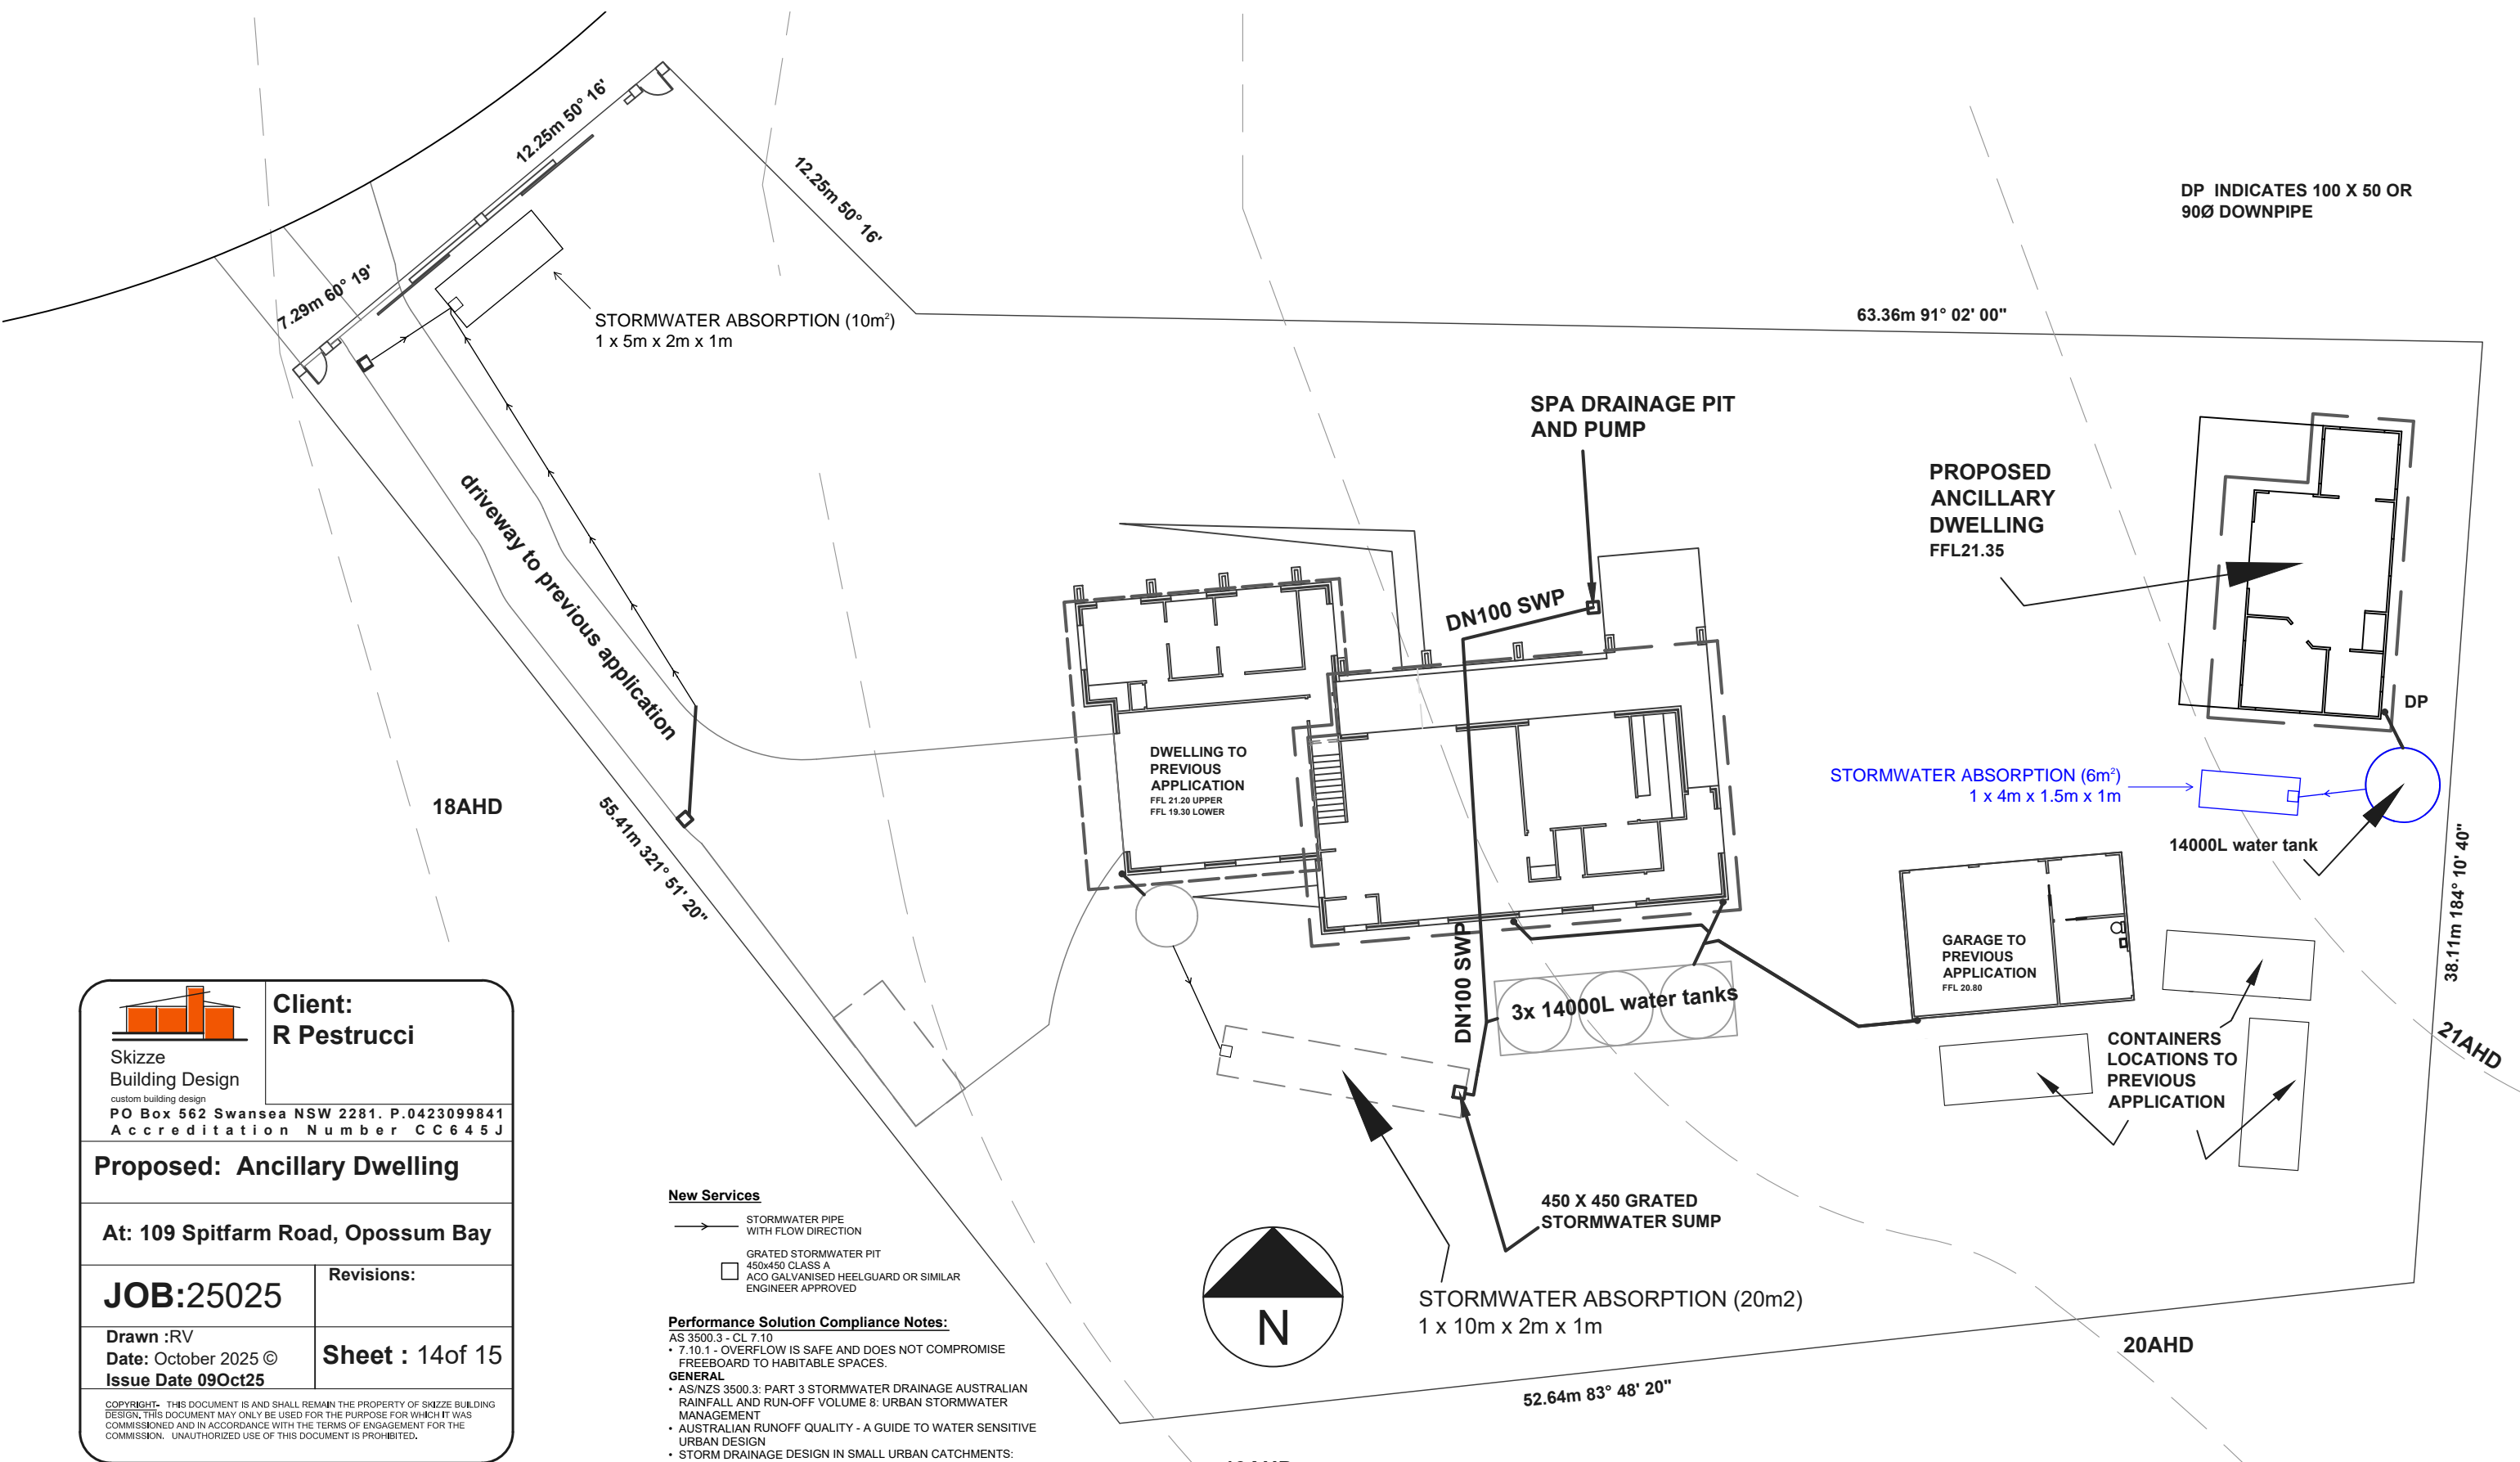 12.25m 50° 16'
12.25m 50° 16'
7.29m 60° 19'
STORMWATER ABSORPTION (10m²)
1 x 5m x 2m x 1m
DP INDICATES 100 X 50 OR
90Ø DOWNPIPE
63.36m 91° 02' 00"
SPA DRAINAGE PIT
AND PUMP
PROPOSED
ANCILLARY
DWELLING
FFL21.35
driveway to previous application
DN100 SWP
DP
DWELLING TO
PREVIOUS
APPLICATION
FFL 21.20 UPPER
FFL 19.30 LOWER
STORMWATER ABSORPTION (6m²)
1 x 4m x 1.5m x 1m
14000L water tank
18AHD
55.41m 321° 51' 20"
38.11m 184° 10' 40"
GARAGE TO
PREVIOUS
APPLICATION
FFL 20.80
DN100 SWP
3x 14000L water tanks
CONTAINERS
LOCATIONS TO
PREVIOUS
APPLICATION
21AHD
450 X 450 GRATED
STORMWATER SUMP
STORMWATER ABSORPTION (20m2)
1 x 10m x 2m x 1m
20AHD
52.64m 83° 48' 20"
N
Skizze
Building Design
custom building design
Client:
R Pestrucci
PO Box 562 Swansea NSW 2281. P.0423099841
Accreditation Number CC645J
Proposed: Ancillary Dwelling
At: 109 Spitfarm Road, Opossum Bay
JOB:25025
Revisions:
Drawn :RV
Date: October 2025 ©
Issue Date 09Oct25
Sheet : 14of 15
COPYRIGHT- THIS DOCUMENT IS AND SHALL REMAIN THE PROPERTY OF SKIZZE BUILDING
DESIGN. THIS DOCUMENT MAY ONLY BE USED FOR THE PURPOSE FOR WHICH IT WAS
COMMISSIONED AND IN ACCORDANCE WITH THE TERMS OF ENGAGEMENT FOR THE
COMMISSION. UNAUTHORIZED USE OF THIS DOCUMENT IS PROHIBITED.
New Services
STORMWATER PIPE
WITH FLOW DIRECTION
GRATED STORMWATER PIT
450x450 CLASS A
ACO GALVANISED HEELGUARD OR SIMILAR
ENGINEER APPROVED
Performance Solution Compliance Notes:
AS 3500.3 - CL 7.10
• 7.10.1 - OVERFLOW IS SAFE AND DOES NOT COMPROMISE
FREEBOARD TO HABITABLE SPACES.
GENERAL
• AS/NZS 3500.3: PART 3 STORMWATER DRAINAGE AUSTRALIAN
RAINFALL AND RUN-OFF VOLUME 8: URBAN STORMWATER
MANAGEMENT
• AUSTRALIAN RUNOFF QUALITY - A GUIDE TO WATER SENSITIVE
URBAN DESIGN
• STORM DRAINAGE DESIGN IN SMALL URBAN CATCHMENTS: